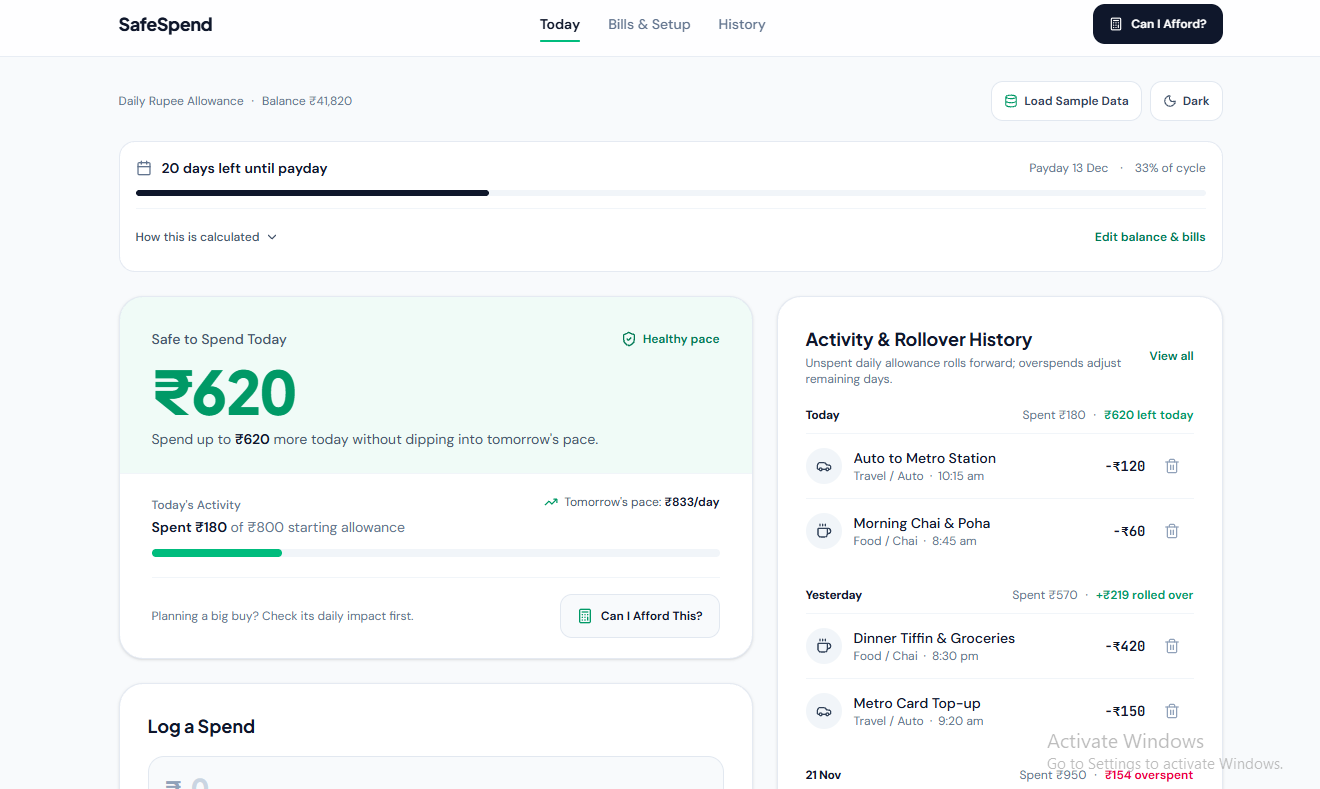 SafeSpend
Today
Bills & Setup
History
Can I Afford?
Daily Rupee Allowance · Balance ₹41,820
Load Sample Data
Dark
20 days left until payday
Payday 13 Dec · 33% of cycle
How this is calculated
Edit balance & bills
Safe to Spend Today
Healthy pace
₹620
Spend up to ₹620 more today without dipping into tomorrow's pace.
Today's Activity
Tomorrow's pace: ₹833/day
Spent ₹180 of ₹800 starting allowance
Planning a big buy? Check its daily impact first.
Can I Afford This?
Log a Spend
₹ 0
Activity & Rollover History
Unspent daily allowance rolls forward; overspends adjust
remaining days.
View all
Today
Spent ₹180 · ₹620 left today
Auto to Metro Station
Travel / Auto · 10:15 am
-₹120
Morning Chai & Poha
Food / Chai · 8:45 am
-₹60
Yesterday
Spent ₹570 · +₹219 rolled over
Dinner Tiffin & Groceries
Food / Chai · 8:30 pm
-₹420
Metro Card Top-up
Travel / Auto · 9:20 am
-₹150
21 Nov
Spent ₹950 · ₹154 overspent
Activate Windows
Go to Settings to activate Windows.